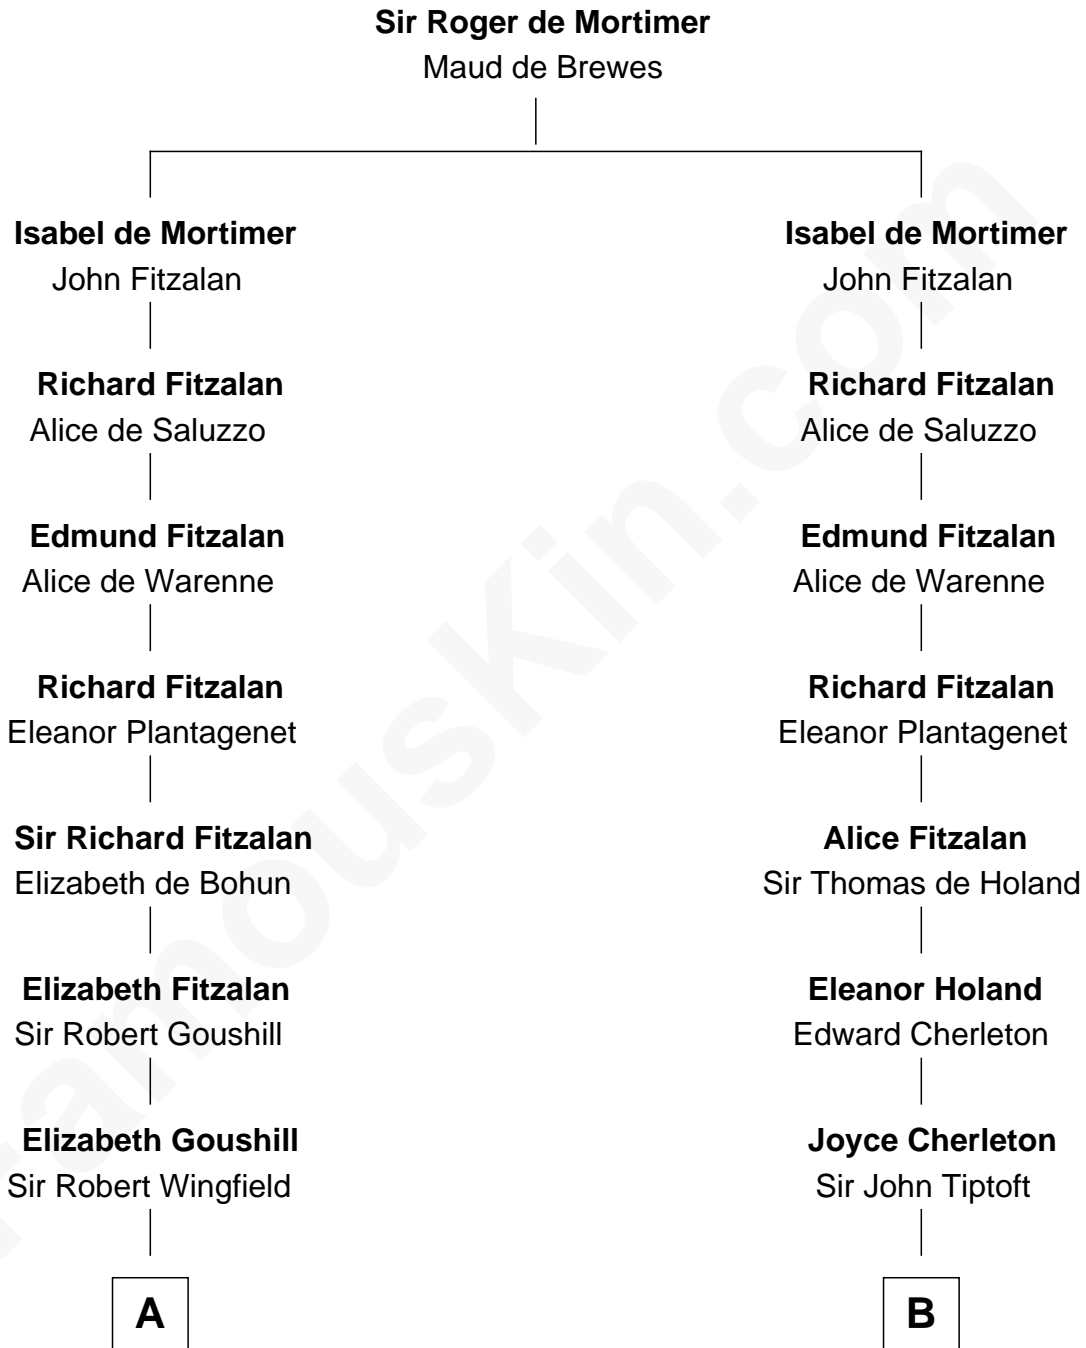 Sir Roger de Mortimer
Maud de Brewes
Isabel de Mortimer
John Fitzalan
Richard Fitzalan
Alice de Saluzzo
Edmund Fitzalan
Alice de Warenne
Richard Fitzalan
Eleanor Plantagenet
Sir Richard Fitzalan
Elizabeth de Bohun
Elizabeth Fitzalan
Sir Robert Goushill
Elizabeth Goushill
Sir Robert Wingfield
A
Isabel de Mortimer
John Fitzalan
Richard Fitzalan
Alice de Saluzzo
Edmund Fitzalan
Alice de Warenne
Richard Fitzalan
Eleanor Plantagenet
Alice Fitzalan
Sir Thomas de Holand
Eleanor Holand
Edward Cherleton
Joyce Cherleton
Sir John Tiptoft
B
FamousKin.com